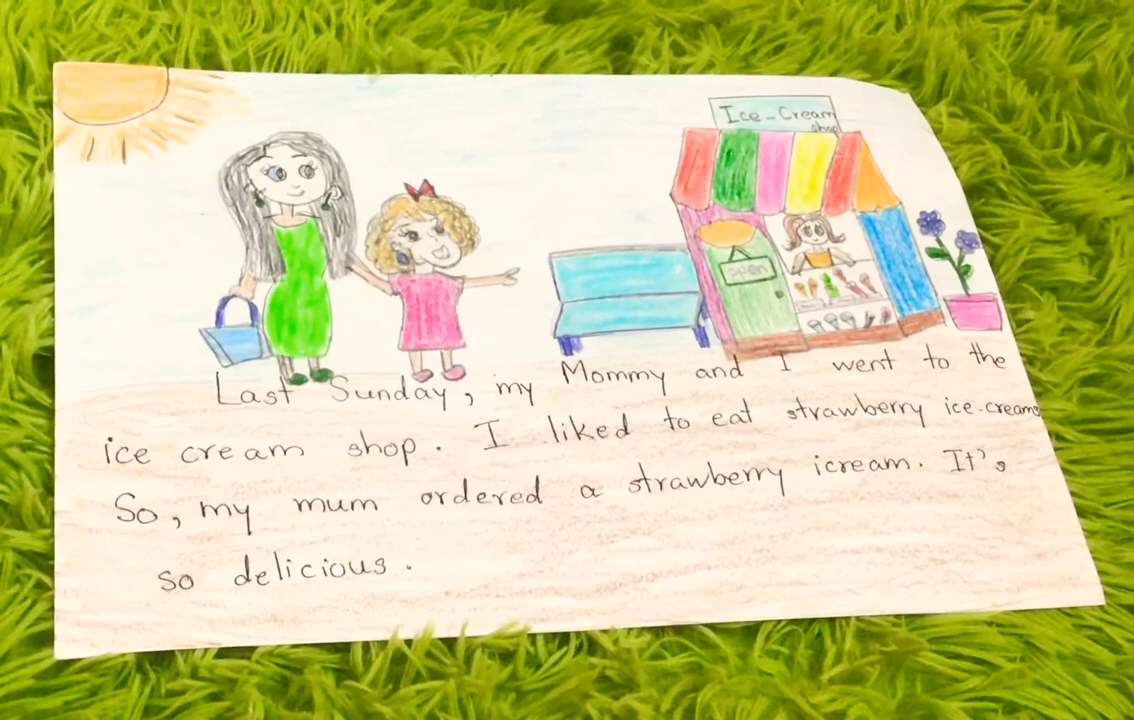 Ice-Cream
shop
open
Last Sunday, my Mommy and I went to the
ice cream shop. I liked to eat strawberry ice-creams
So, my mum ordered a strawberry icream. It's
so delicious.